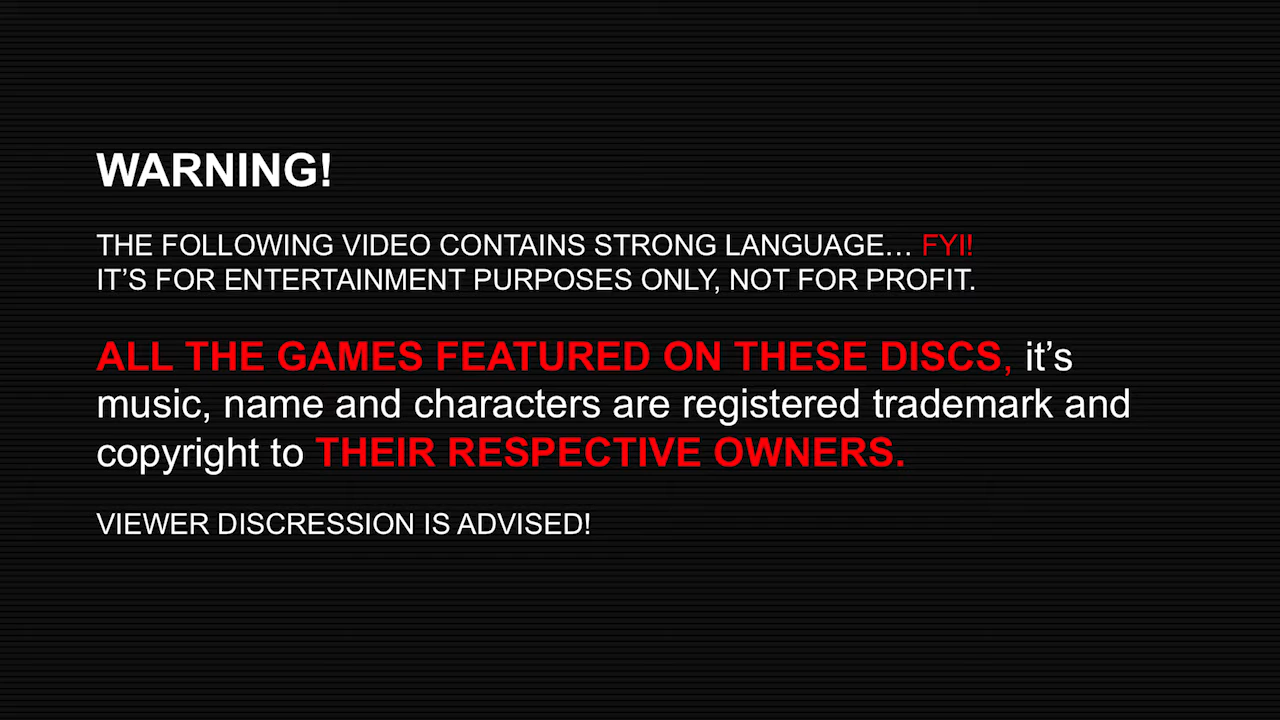 WARNING!
THE FOLLOWING VIDEO CONTAINS STRONG LANGUAGE… FYI!
IT’S FOR ENTERTAINMENT PURPOSES ONLY, NOT FOR PROFIT.
ALL THE GAMES FEATURED ON THESE DISCS, it’s
music, name and characters are registered trademark and
copyright to THEIR RESPECTIVE OWNERS.
VIEWER DISCRESSION IS ADVISED!